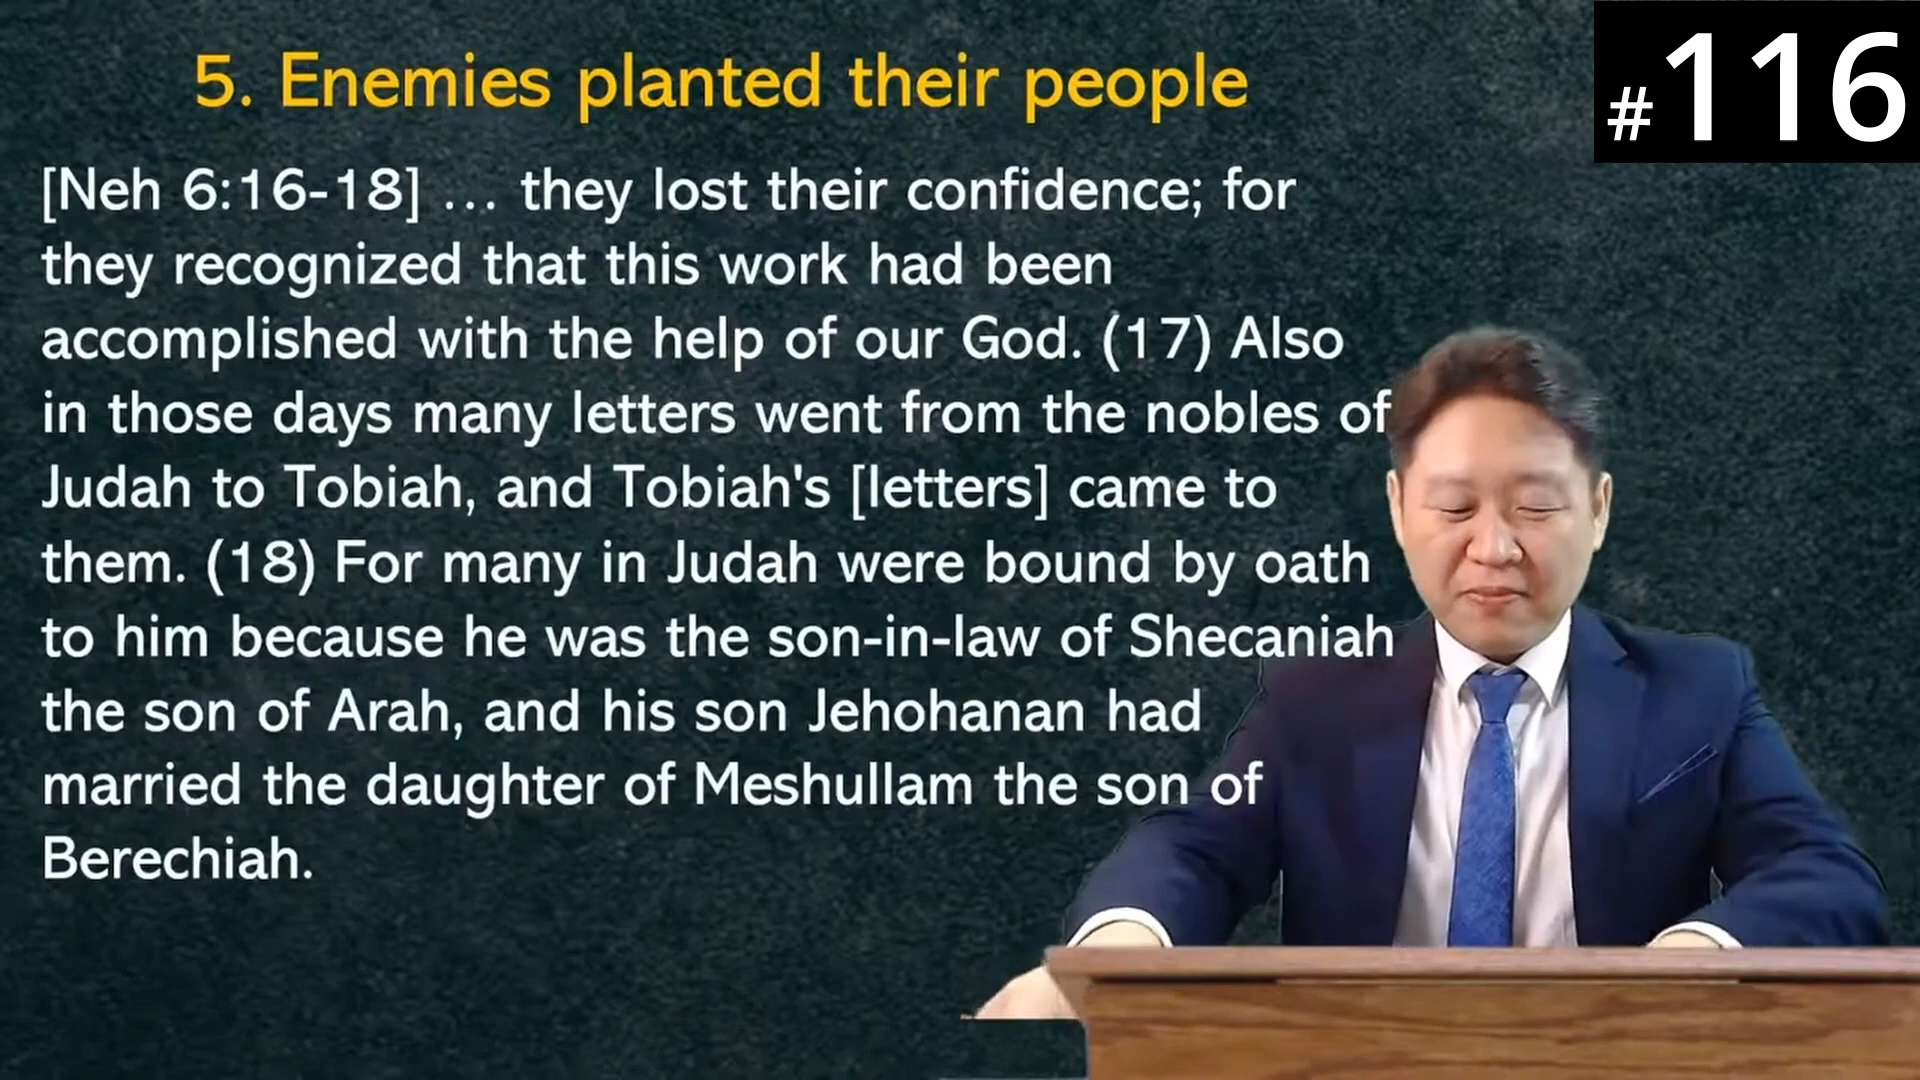 #116
5. Enemies planted their people
[Neh 6:16-18] … they lost their confidence; for
they recognized that this work had been
accomplished with the help of our God. (17) Also
in those days many letters went from the nobles of
Judah to Tobiah, and Tobiah's [letters] came to
them. (18) For many in Judah were bound by oath
to him because he was the son-in-law of Shecaniah
the son of Arah, and his son Jehohanan had
married the daughter of Meshullam the son of
Berechiah.